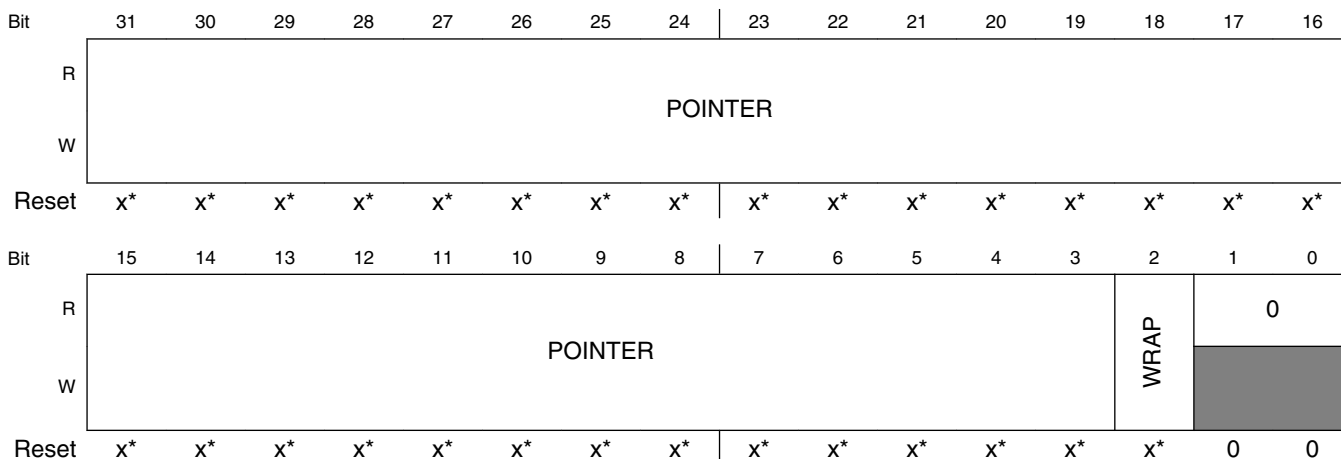 Bit 31 30 29 28 27 26 25 24 23 22 21 20 19 18 17 16
R
POINTER
W
Reset x* x* x* x* x* x* x* x* x* x* x* x* x* x* x* x*
Bit 15 14 13 12 11 10 9 8 7 6 5 4 3 2 1 0
R 0
POINTER WRAP
W
Reset x* x* x* x* x* x* x* x* x* x* x* x* x* x* 0 0